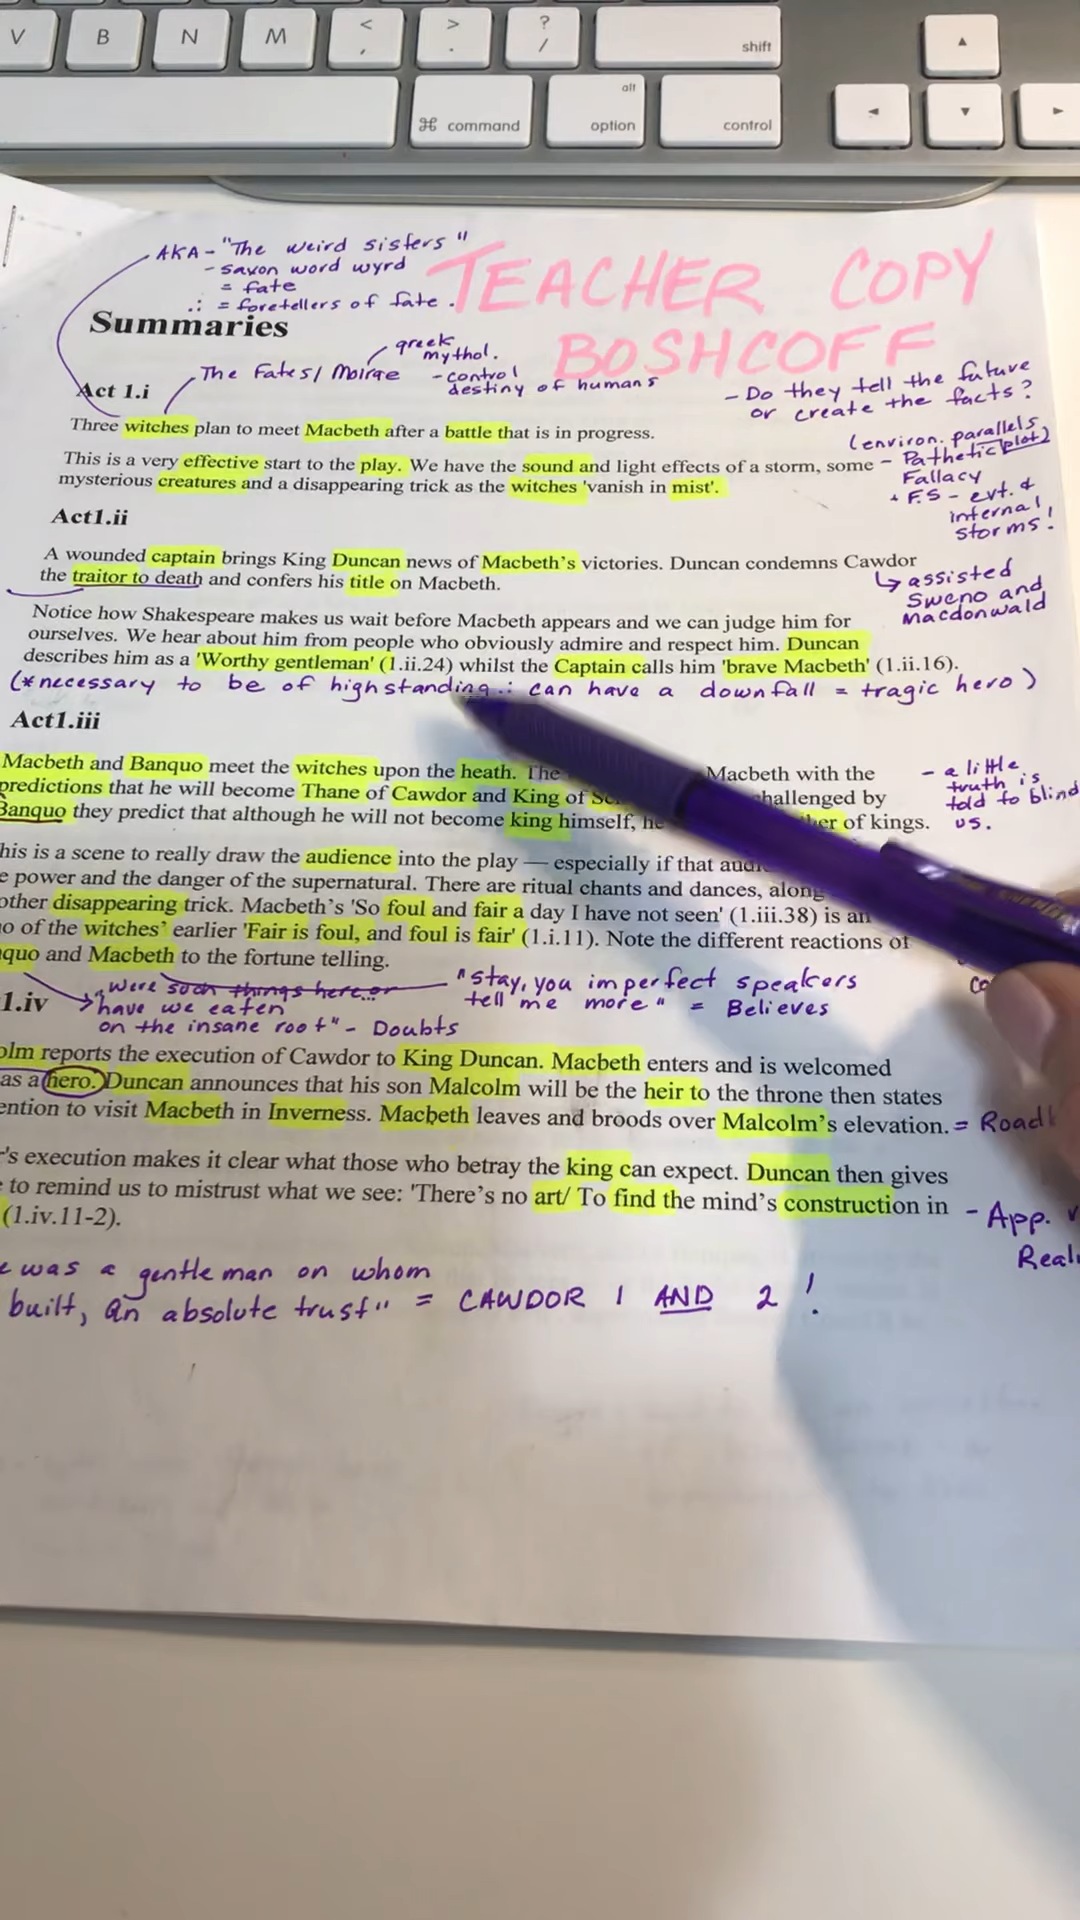 V B N M < , > . ? / shift
⌘ command alt option control
AKA - "The weird sisters"
- saxon word wyrd
= fate
∴ = foretellers of fate.
TEACHER COPY
BOSHCOFF
Summaries
greek
mythol.
The Fates/ Moirae - control
destiny of humans
- Do they tell the future
or create the facts?
Act 1.i
Three witches plan to meet Macbeth after a battle that is in progress.
(environ. parallels
plot)
This is a very effective start to the play. We have the sound and light effects of a storm, some
mysterious creatures and a disappearing trick as the witches 'vanish in mist'.
- Pathetic
Fallacy
+ F.S - ext. &
internal
storms!
Act1.ii
A wounded captain brings King Duncan news of Macbeth's victories. Duncan condemns Cawdor
the traitor to death and confers his title on Macbeth.
↳ assisted
Sweno and
Macdonwald
Notice how Shakespeare makes us wait before Macbeth appears and we can judge him for
ourselves. We hear about him from people who obviously admire and respect him. Duncan
describes him as a 'Worthy gentleman' (1.ii.24) whilst the Captain calls him 'brave Macbeth' (1.ii.16).
(*necessary to be of high standing ∴ can have a downfall = tragic hero)
Act1.iii
Macbeth and Banquo meet the witches upon the heath. The Macbeth with the
predictions that he will become Thane of Cawdor and King of challenged by
Banquo they predict that although he will not become king himself, he of kings.
- a little
truth is
told to blind
us.
his is a scene to really draw the audience into the play — especially if that
e power and the danger of the supernatural. There are ritual chants and dances, along
other disappearing trick. Macbeth's 'So foul and fair a day I have not seen' (1.iii.38) is an
o of the witches' earlier 'Fair is foul, and foul is fair' (1.i.11). Note the different reactions of
quo and Macbeth to the fortune telling.
"were such things here or
have we eaten
on the insane root" - Doubts
"stay, you imperfect speakers
tell me more" = Believes
1.iv
olm reports the execution of Cawdor to King Duncan. Macbeth enters and is welcomed
as a hero. Duncan announces that his son Malcolm will be the heir to the throne then states
ention to visit Macbeth in Inverness. Macbeth leaves and broods over Malcolm's elevation. = Road
's execution makes it clear what those who betray the king can expect. Duncan then gives
to remind us to mistrust what we see: 'There's no art/ To find the mind's construction in
(1.iv.11-2).
- App. v
Reali
e was a gentleman on whom
built, an absolute trust" = CAWDOR 1 AND 2 !